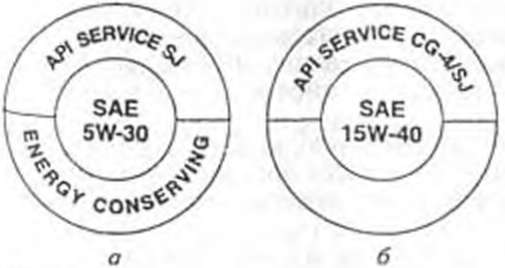 API SERVICE SJ
SAE
5W-30
ENERGY CONSERVING
а
API SERVICE CG-4/SJ
SAE
15W-40
б